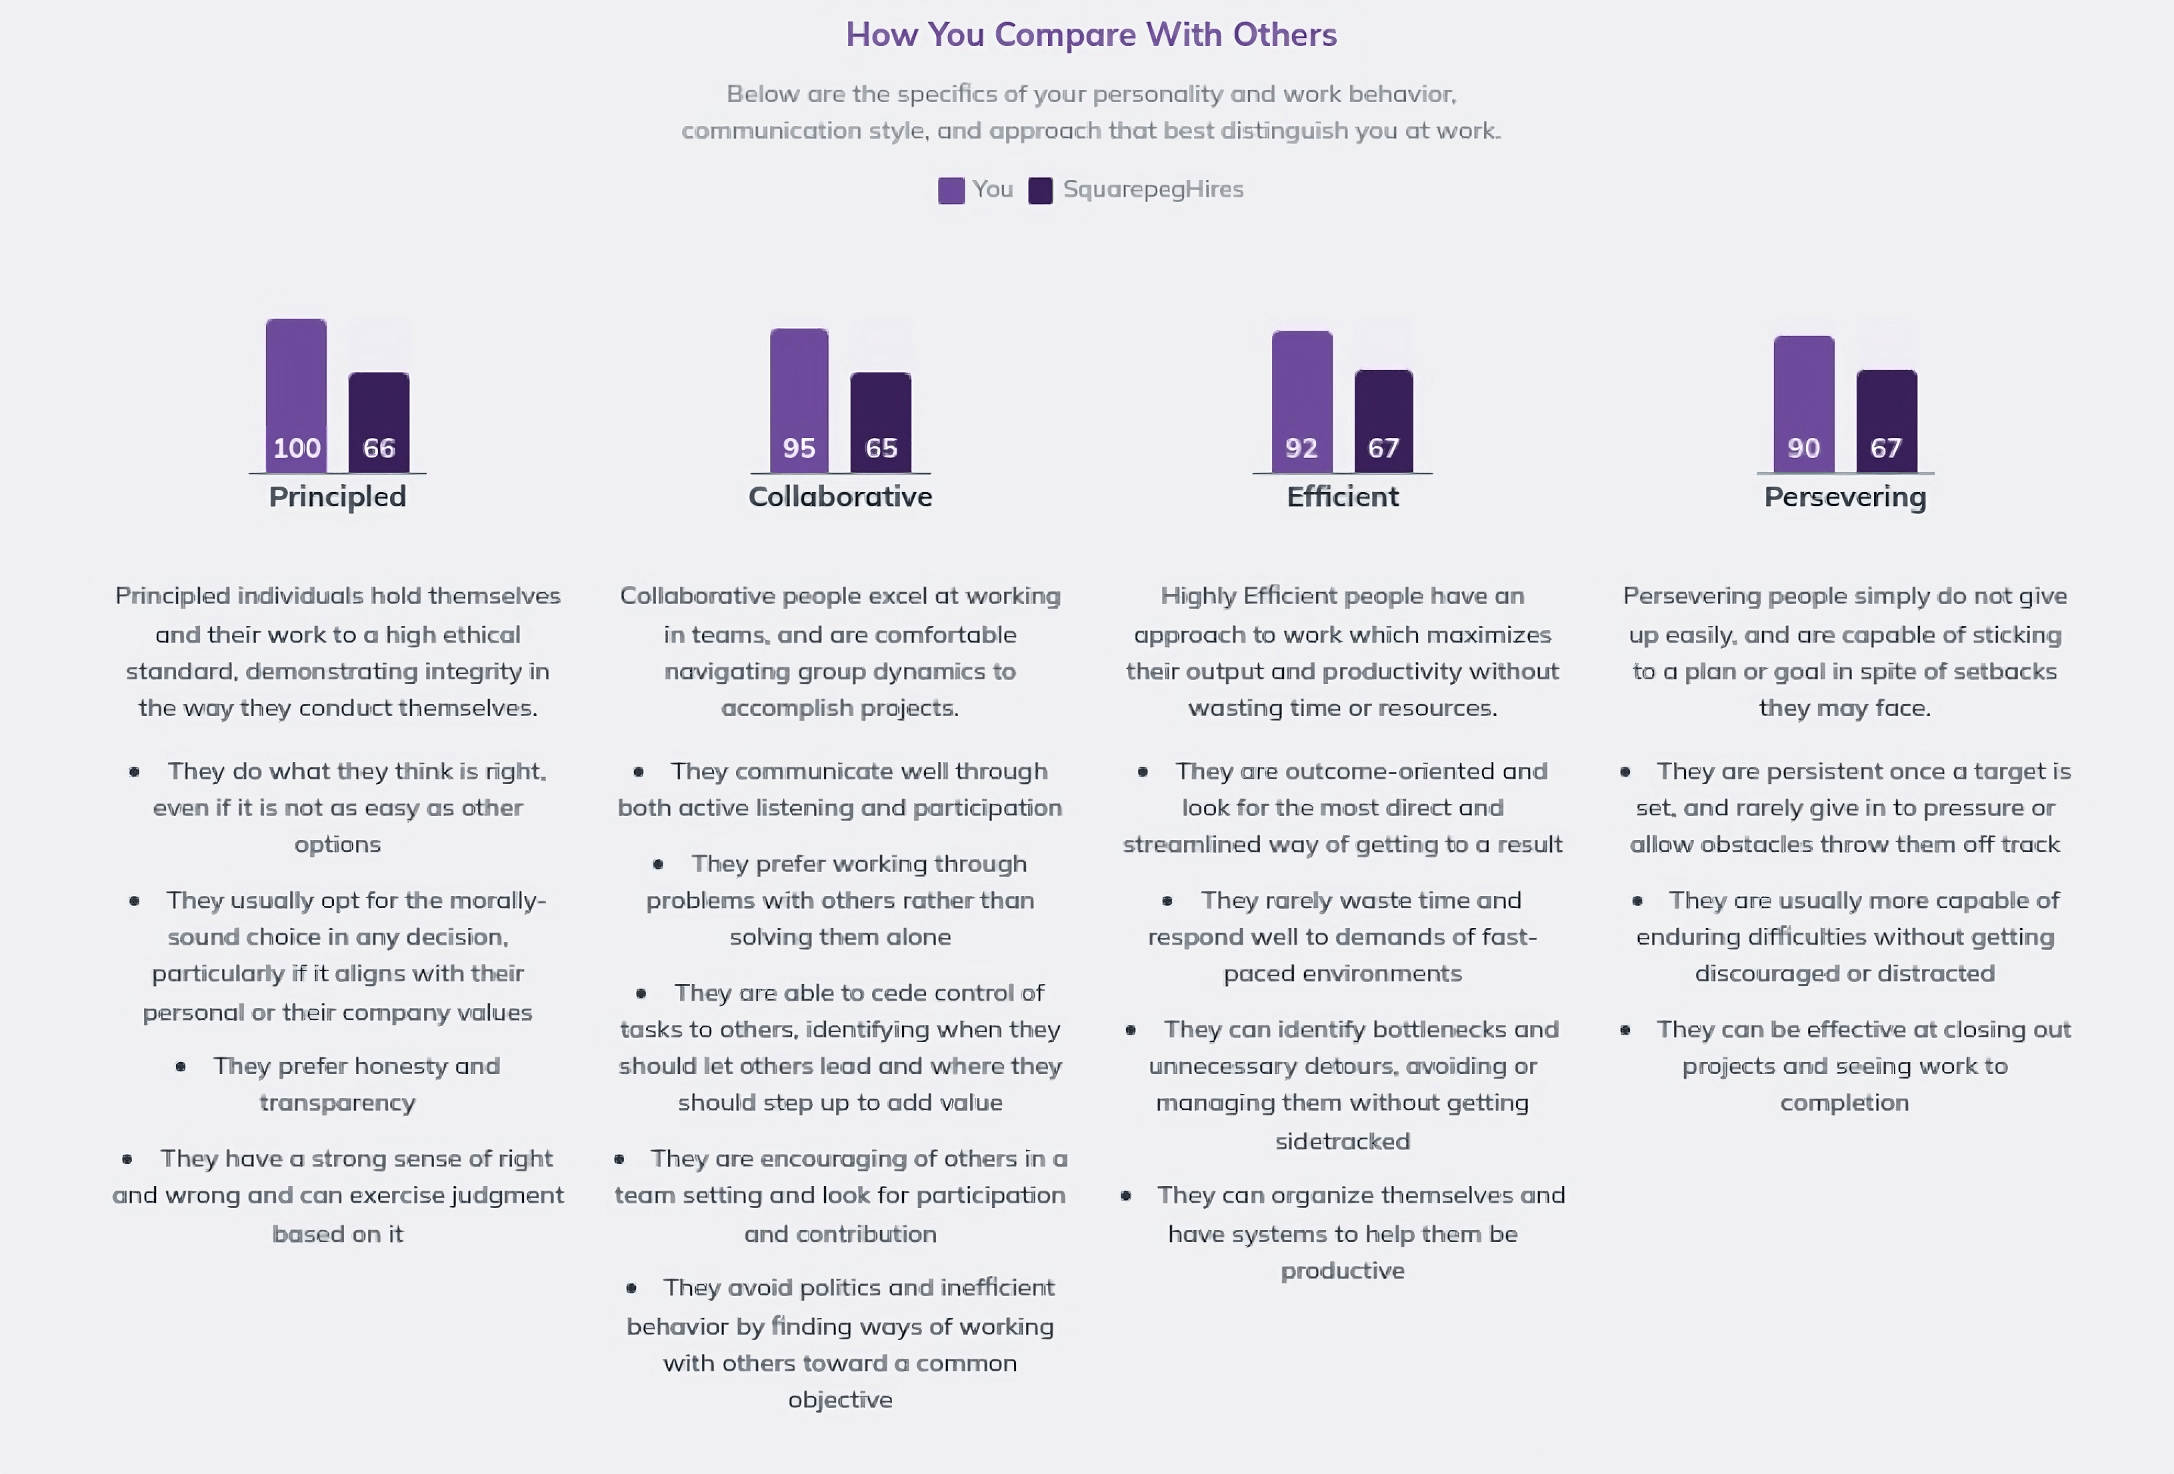 How You Compare With Others
Below are the specifics of your personality and work behavior,
communication style, and approach that best distinguish you at work.
You SquarepegHires
100 66
Principled
Principled individuals hold themselves
and their work to a high ethical
standard, demonstrating integrity in
the way they conduct themselves.
• They do what they think is right,
even if it is not as easy as other
options
• They usually opt for the morally-
sound choice in any decision,
particularly if it aligns with their
personal or their company values
• They prefer honesty and
transparency
• They have a strong sense of right
and wrong and can exercise judgment
based on it
95 65
Collaborative
Collaborative people excel at working
in teams, and are comfortable
navigating group dynamics to
accomplish projects.
• They communicate well through
both active listening and participation
• They prefer working through
problems with others rather than
solving them alone
• They are able to cede control of
tasks to others, identifying when they
should let others lead and where they
should step up to add value
• They are encouraging of others in a
team setting and look for participation
and contribution
• They avoid politics and inefficient
behavior by finding ways of working
with others toward a common
objective
92 67
Efficient
Highly Efficient people have an
approach to work which maximizes
their output and productivity without
wasting time or resources.
• They are outcome-oriented and
look for the most direct and
streamlined way of getting to a result
• They rarely waste time and
respond well to demands of fast-
paced environments
• They can identify bottlenecks and
unnecessary detours, avoiding or
managing them without getting
sidetracked
• They can organize themselves and
have systems to help them be
productive
90 67
Persevering
Persevering people simply do not give
up easily, and are capable of sticking
to a plan or goal in spite of setbacks
they may face.
• They are persistent once a target is
set, and rarely give in to pressure or
allow obstacles throw them off track
• They are usually more capable of
enduring difficulties without getting
discouraged or distracted
• They can be effective at closing out
projects and seeing work to
completion